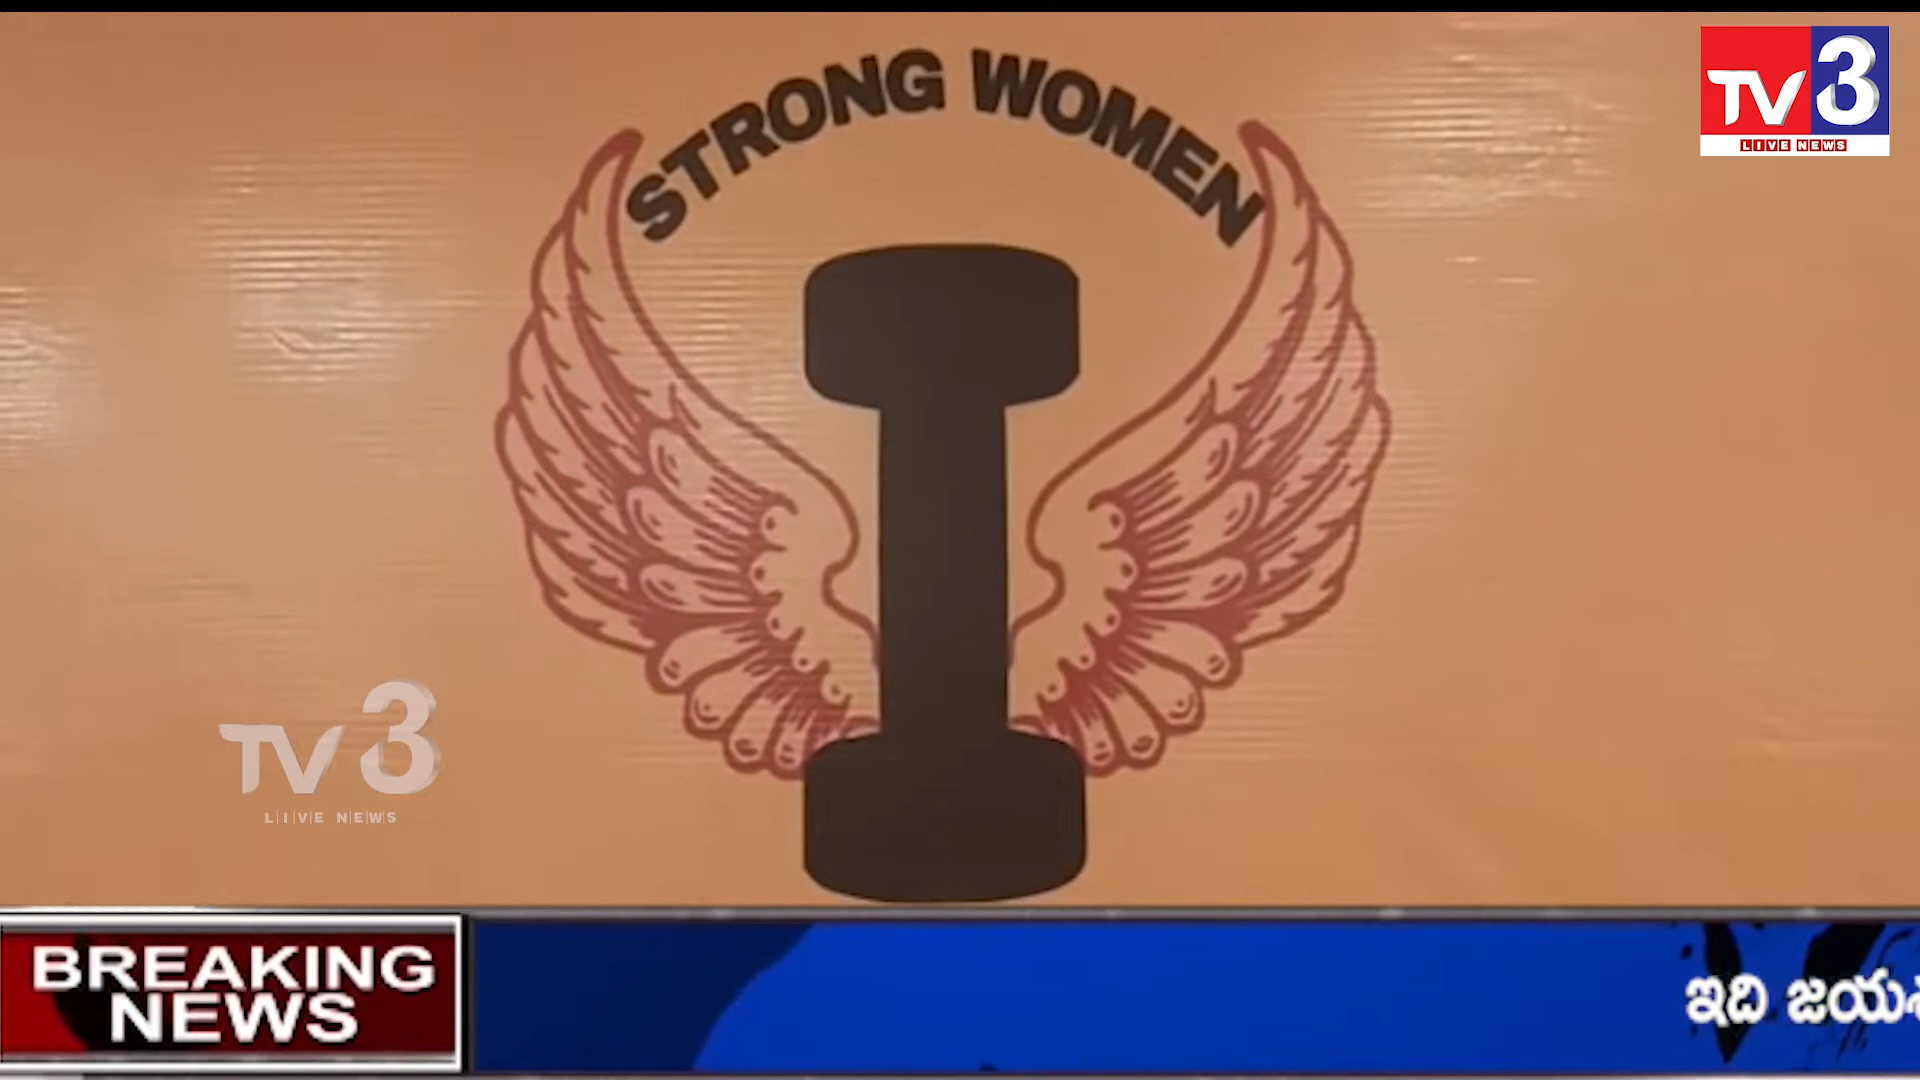 STRONG WOMEN
TV3
LIVE NEWS
TV3
LIVE NEWS
BREAKING
NEWS
ఇది